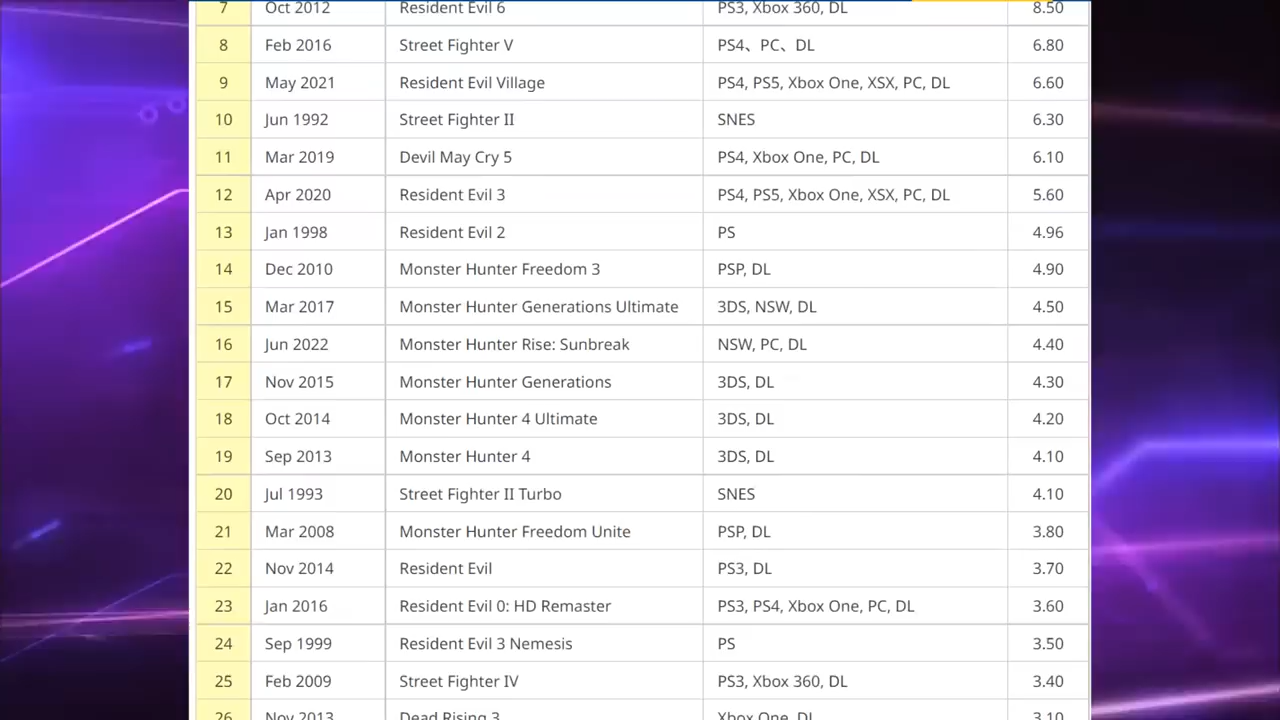 7 Oct 2012 Resident Evil 6 PS3, Xbox 360, DL 8.50
8 Feb 2016 Street Fighter V PS4、PC、DL 6.80
9 May 2021 Resident Evil Village PS4, PS5, Xbox One, XSX, PC, DL 6.60
10 Jun 1992 Street Fighter II SNES 6.30
11 Mar 2019 Devil May Cry 5 PS4, Xbox One, PC, DL 6.10
12 Apr 2020 Resident Evil 3 PS4, PS5, Xbox One, XSX, PC, DL 5.60
13 Jan 1998 Resident Evil 2 PS 4.96
14 Dec 2010 Monster Hunter Freedom 3 PSP, DL 4.90
15 Mar 2017 Monster Hunter Generations Ultimate 3DS, NSW, DL 4.50
16 Jun 2022 Monster Hunter Rise: Sunbreak NSW, PC, DL 4.40
17 Nov 2015 Monster Hunter Generations 3DS, DL 4.30
18 Oct 2014 Monster Hunter 4 Ultimate 3DS, DL 4.20
19 Sep 2013 Monster Hunter 4 3DS, DL 4.10
20 Jul 1993 Street Fighter II Turbo SNES 4.10
21 Mar 2008 Monster Hunter Freedom Unite PSP, DL 3.80
22 Nov 2014 Resident Evil PS3, DL 3.70
23 Jan 2016 Resident Evil 0: HD Remaster PS3, PS4, Xbox One, PC, DL 3.60
24 Sep 1999 Resident Evil 3 Nemesis PS 3.50
25 Feb 2009 Street Fighter IV PS3, Xbox 360, DL 3.40
26 Nov 2013 Dead Rising 3 Xbox One, DL 3.10